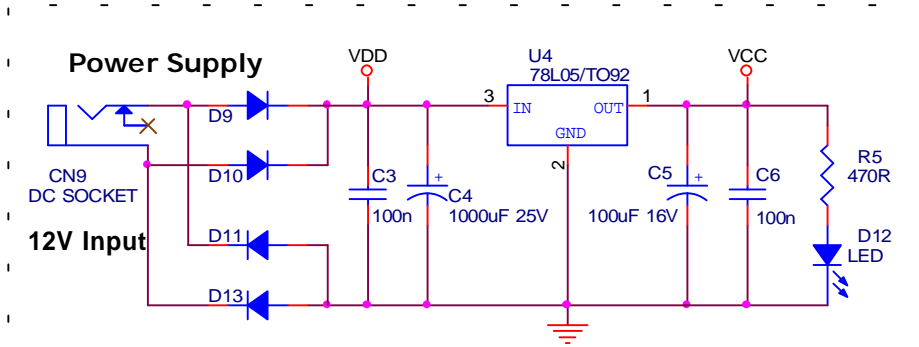 Power Supply
VDD
U4
78L05/TO92
VCC
D9
3
IN
OUT
1
GND
2
D10
CN9
DC SOCKET
C3
100n
C4
1000uF 25V
+
C5
100uF 16V
+
C6
100n
R5
470R
12V Input
D11
D12
LED
D13